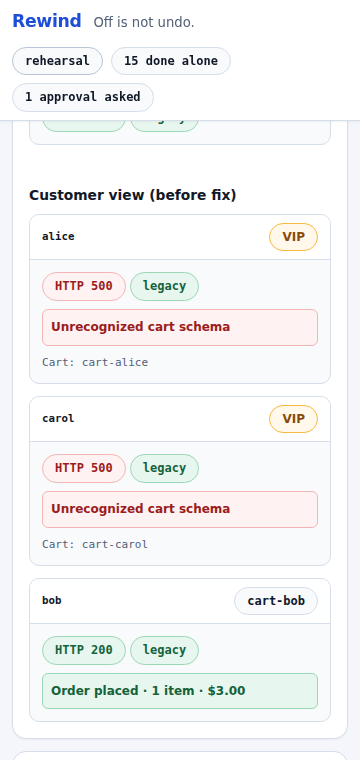 Rewind Off is not undo.
rehearsal 15 done alone
1 approval asked
Customer view (before fix)
alice VIP
HTTP 500 legacy
Unrecognized cart schema
Cart: cart-alice
carol VIP
HTTP 500 legacy
Unrecognized cart schema
Cart: cart-carol
bob cart-bob
HTTP 200 legacy
Order placed · 1 item · $3.00